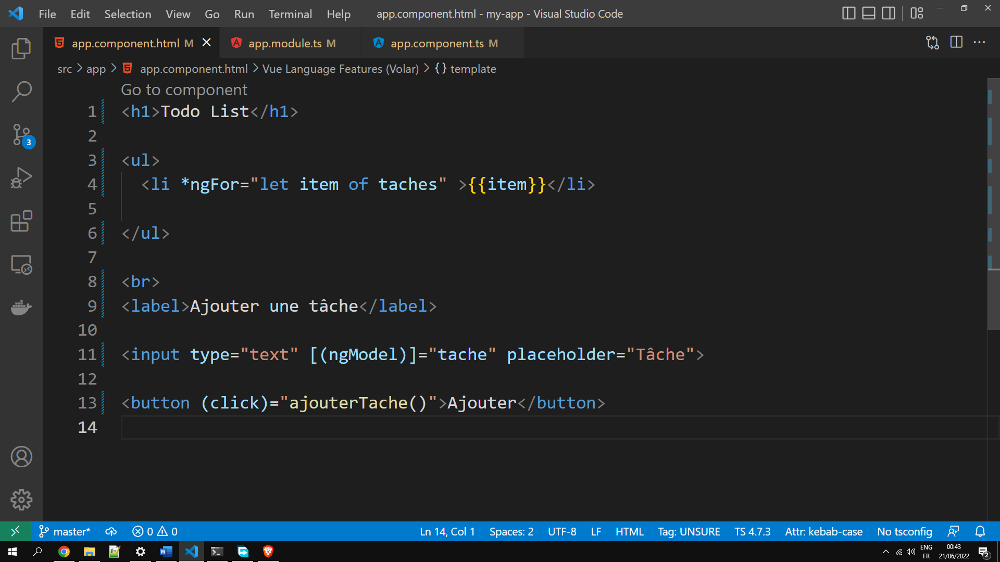 File Edit Selection View Go Run Terminal Help app.component.html - my-app - Visual Studio Code
app.component.html M app.module.ts M app.component.ts M
src > app > app.component.html > Vue Language Features (Volar) > {} template
Go to component
1 <h1>Todo List</h1>
2
3 <ul>
4 <li *ngFor="let item of taches" >{{item}}</li>
5
6 </ul>
7
8 <br>
9 <label>Ajouter une tâche</label>
10
11 <input type="text" [(ngModel)]="tache" placeholder="Tâche">
12
13 <button (click)="ajouterTache()">Ajouter</button>
14
3
master* 0 0 Ln 14, Col 1 Spaces: 2 UTF-8 LF HTML Tag: UNSURE TS 4.7.3 Attr: kebab-case No tsconfig
ENG 00:43
FR 21/06/2022 2